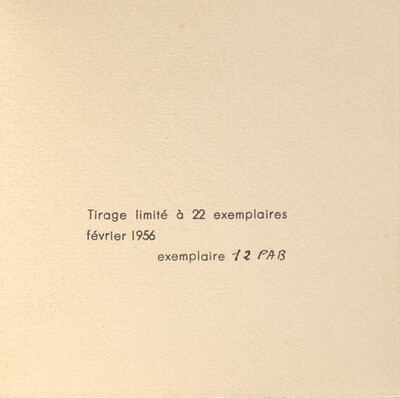 Tirage limité à 22 exemplaires
février 1956
exemplaire 12 PAB